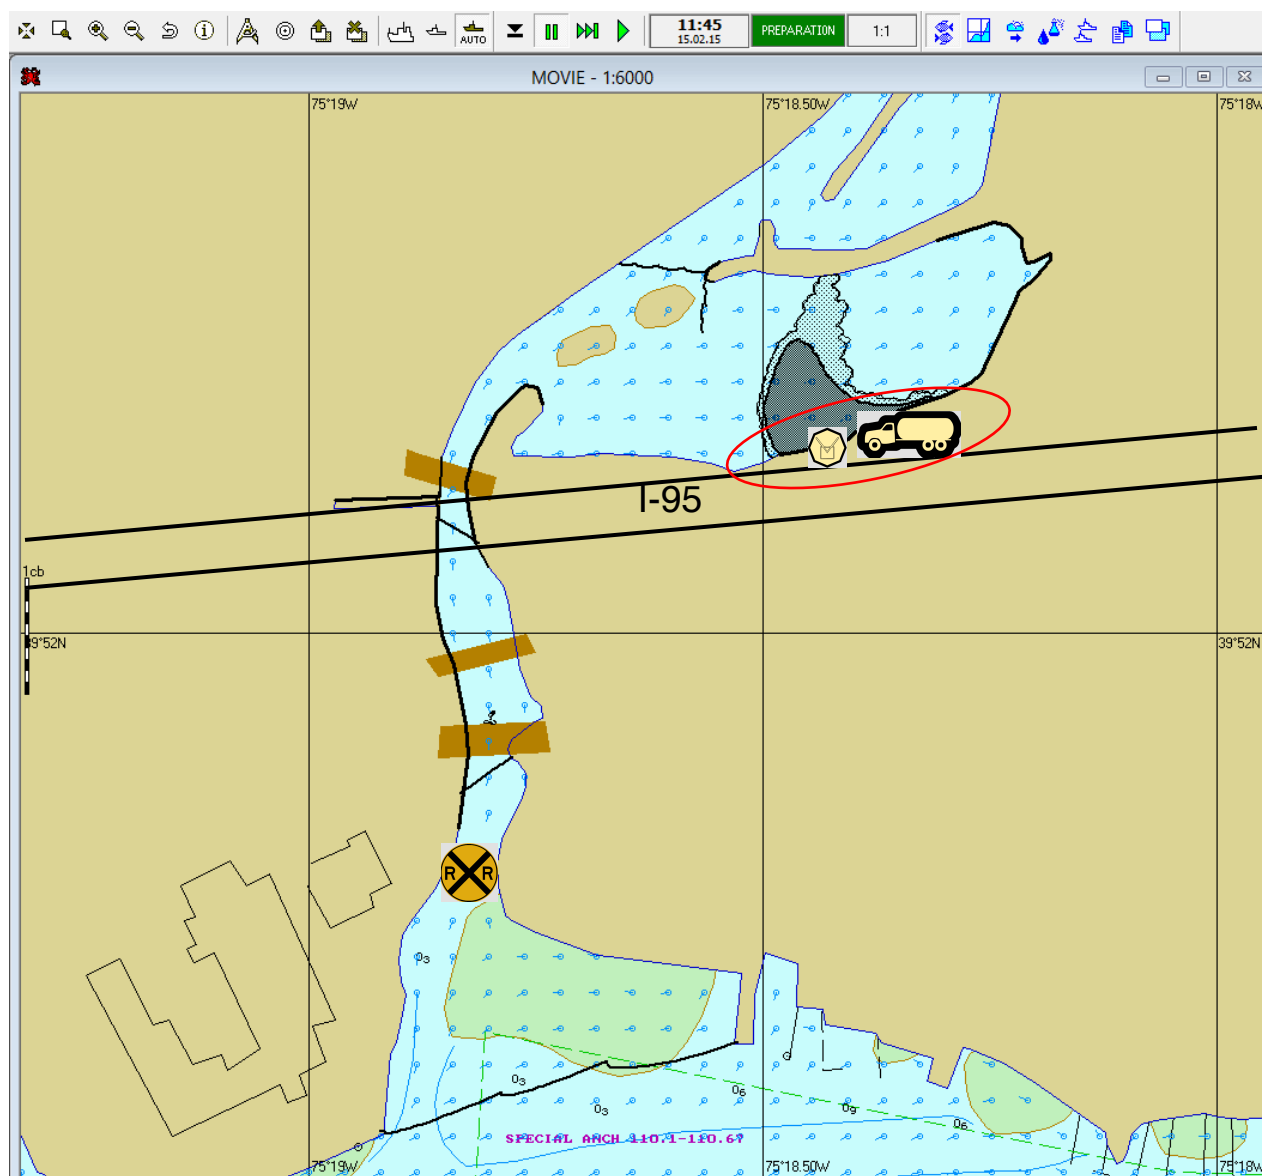 AUTO
11:45
15.02.15
PREPARATION
1:1
MOVIE - 1:6000
75°19W
75°18.50W
75°18W
I-95
1cb
39°52N
39°52N
R R
0₃
0₃
0₃
0₆
0₉
0₆
SPECIAL ANCH 110.1-110.67
75°19W
75°18.50W
75°18W